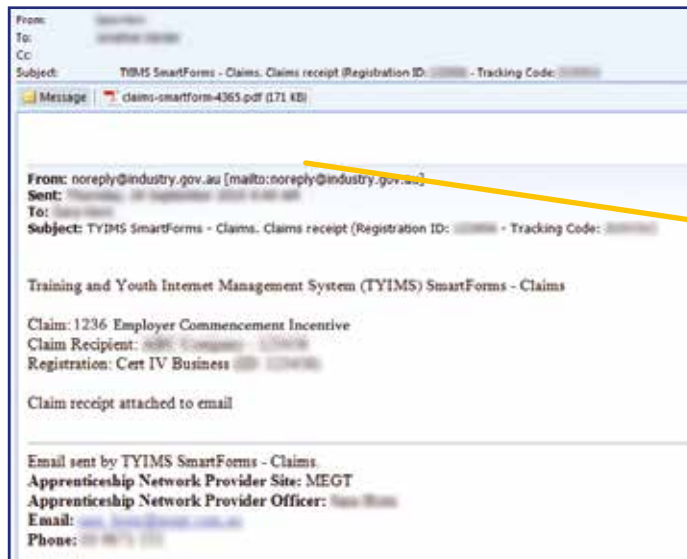 From:
To:
Cc
Subject: TYIMS SmartForms - Claims. Claims receipt (Registration ID: - Tracking Code:
Message claims-smartform-4365.pdf (171 KB)
From: noreply@industry.gov.au [mailto:noreply@industry.gov.au]
Sent:
To:
Subject: TYIMS SmartForms - Claims. Claims receipt (Registration ID: - Tracking Code:
Training and Youth Internet Management System (TYIMS) SmartForms - Claims
Claim: 1236 Employer Commencement Incentive
Claim Recipient:
Registration: Cert IV Business
Claim receipt attached to email
Email sent by TYIMS SmartForms - Claims.
Apprenticeship Network Provider Site: MEGT
Apprenticeship Network Provider Officer:
Email:
Phone: